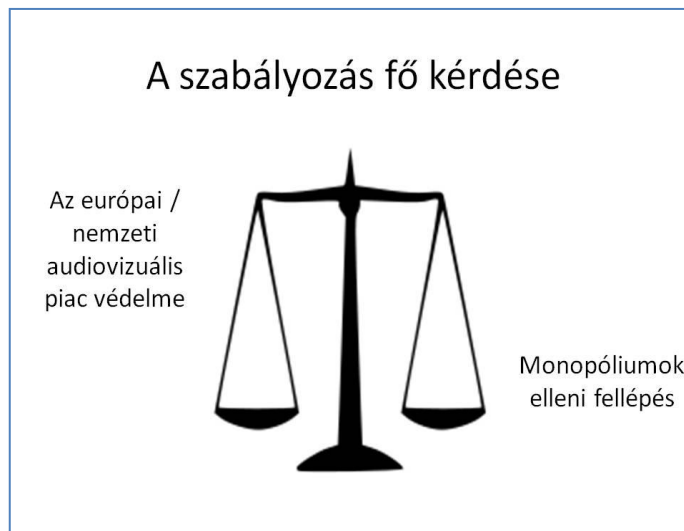 A szabályozás fő kérdése
Az európai /
nemzeti
audiovizuális
piac védelme
Monopóliumok
elleni fellépés